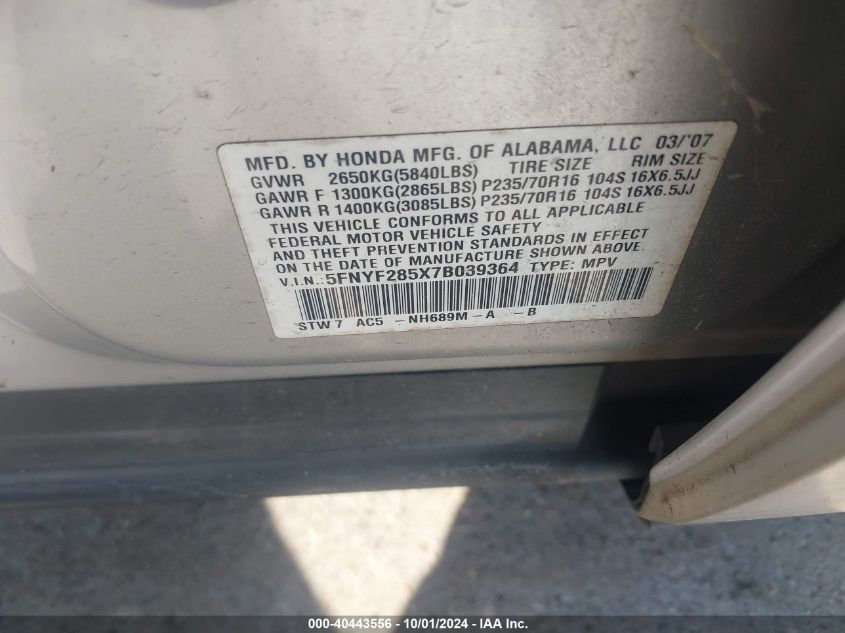 MFD. BY HONDA MFG. OF ALABAMA, LLC 03/'07
GVWR 2650KG(5840LBS) TIRE SIZE RIM SIZE
GAWR F 1300KG(2865LBS) P235/70R16 104S 16X6.5JJ
GAWR R 1400KG(3085LBS) P235/70R16 104S 16X6.5JJ
THIS VEHICLE CONFORMS TO ALL APPLICABLE
FEDERAL MOTOR VEHICLE SAFETY
AND THEFT PREVENTION STANDARDS IN EFFECT
ON THE DATE OF MANUFACTURE SHOWN ABOVE.
V.I.N.:5FNYF285X7B039364 TYPE: MPV
STW7 AC5 -NH689M-A -B
000-40443556 - 10/01/2024 - IAA Inc.